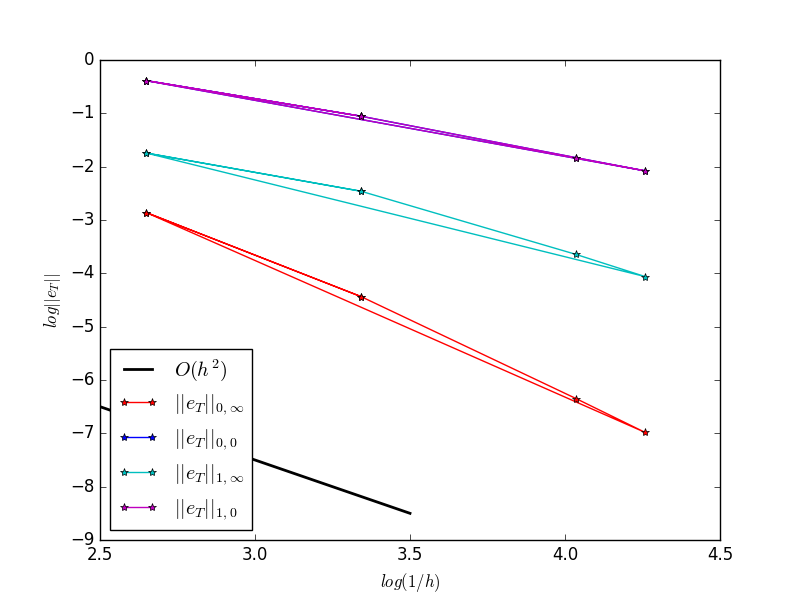 0
−1
−2
−3
−4
−5
−6
−7
−8
−9
log||e_T||
O(h^2)
||e_T||_{0,∞}
||e_T||_{0,0}
||e_T||_{1,∞}
||e_T||_{1,0}
2.5 3.0 3.5 4.0 4.5
log(1/h)